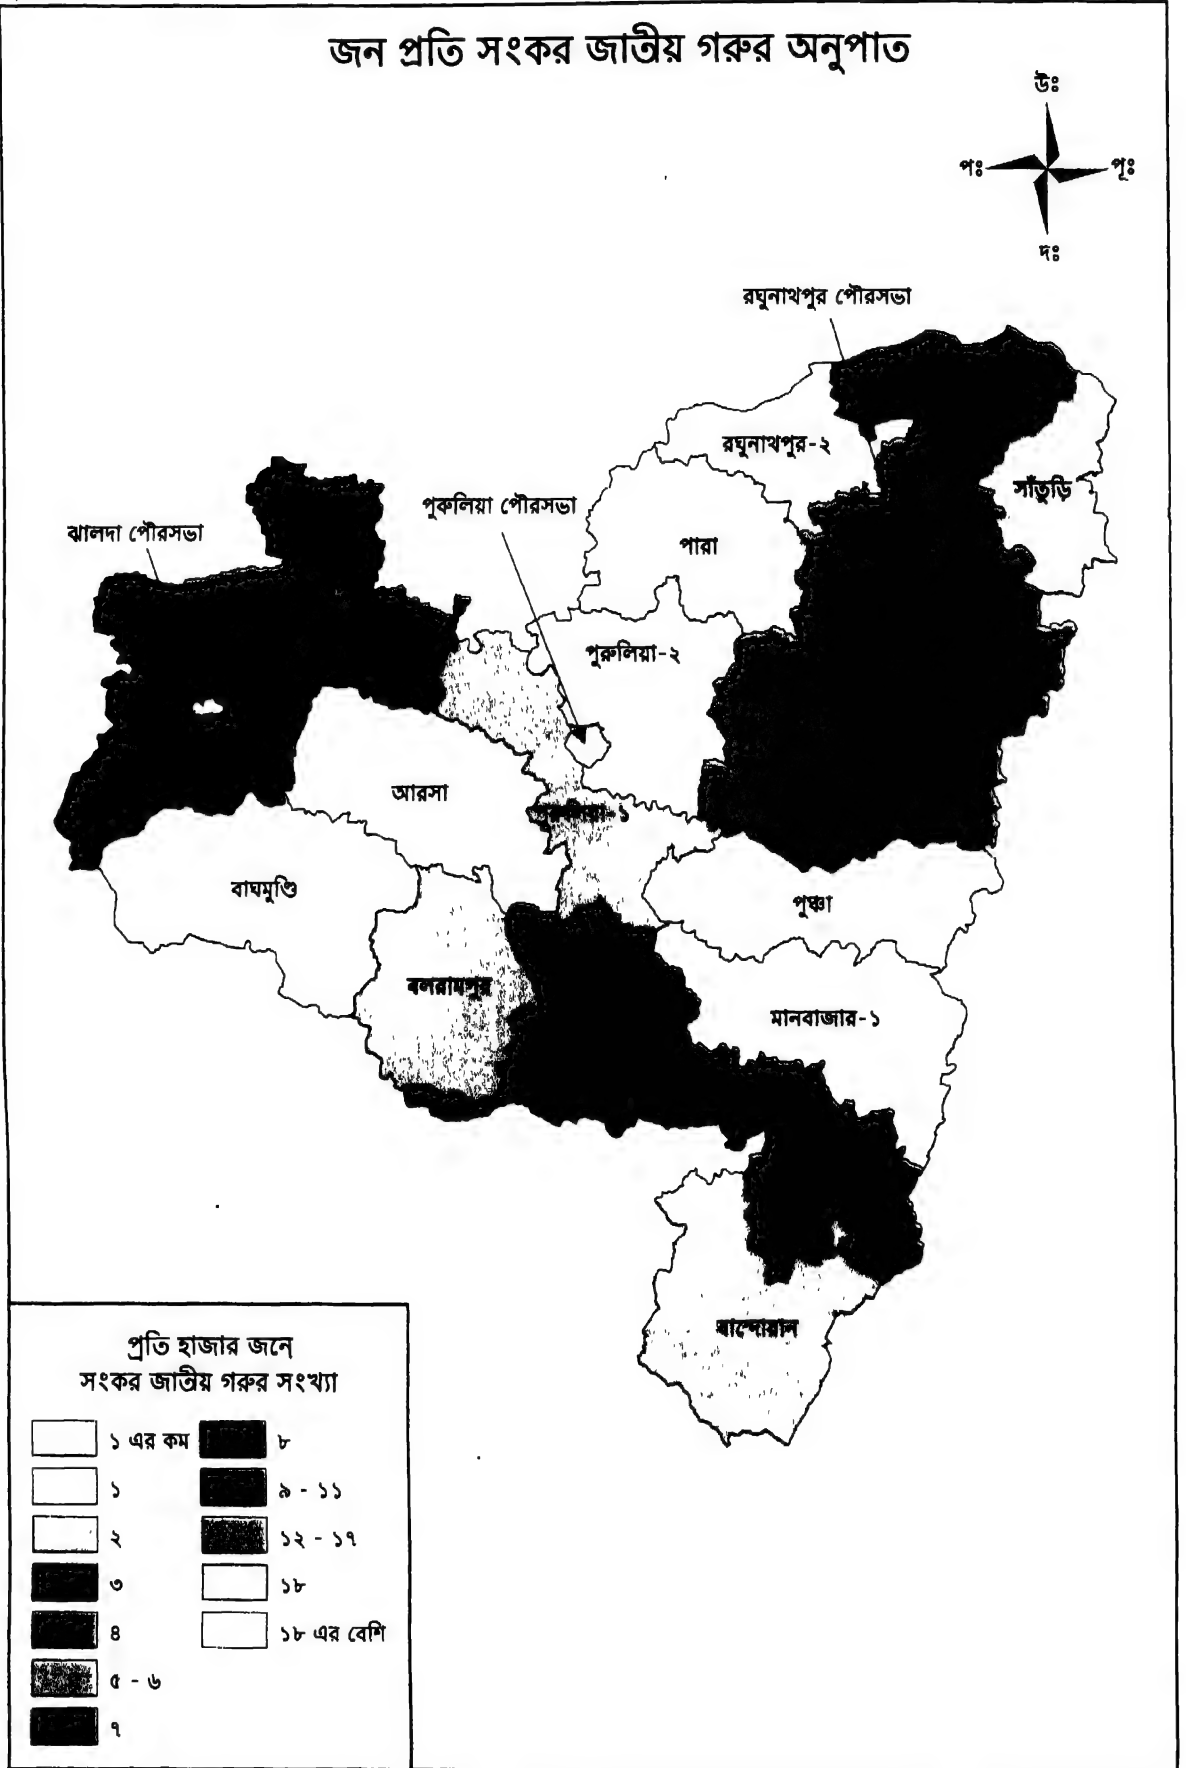 জন প্রতি সংকর জাতীয় গরুর অনুপাত
উঃ
পঃ
পূঃ
দঃ
রঘুনাথপুর পৌরসভা
রঘুনাথপুর-২
সাঁতুড়ি
পুরুলিয়া পৌরসভা
ঝালদা পৌরসভা
পারা
পুরুলিয়া-২
আরসা
পুরুলিয়া-১
বাঘমুণ্ডি
পুঞ্চা
বলরামপুর
মানবাজার-১
বান্দোয়ান
প্রতি হাজার জনে
সংকর জাতীয় গরুর সংখ্যা
১ এর কম
১
২
৩
৪
৫ - ৬
৭
৮
৯ - ১১
১২ - ১৭
১৮
১৮ এর বেশি